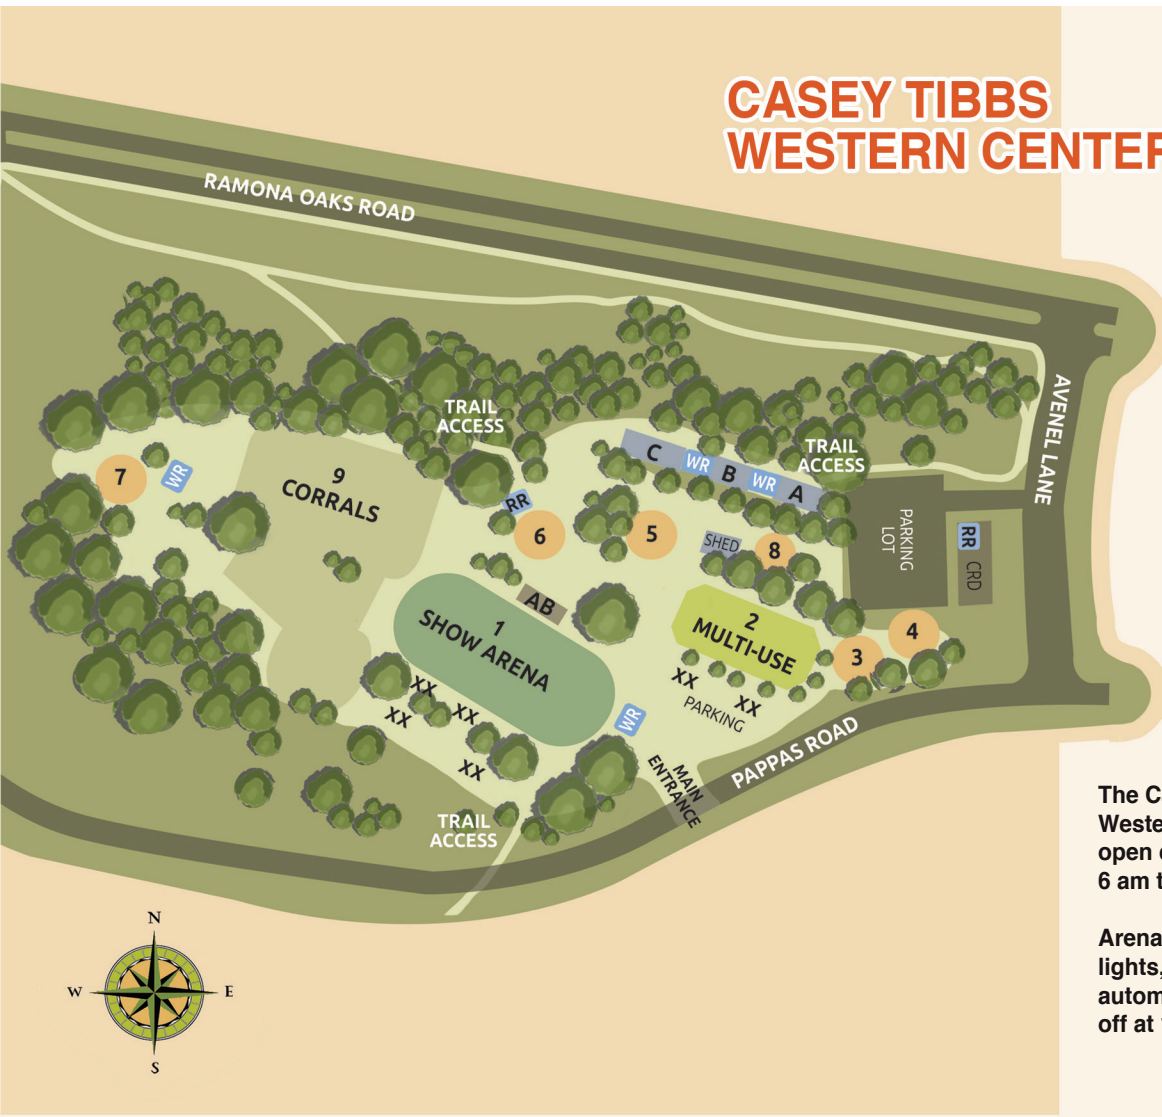 CASEY TIBBS
WESTERN CENTER
RAMONA OAKS ROAD
AVENEL LANE
TRAIL
ACCESS
TRAIL
ACCESS
C
WR
B
WR
A
7
WR
9
CORRALS
RR
6
5
SHED
8
PARKING
LOT
RR
CRD
AB
1
SHOW ARENA
2
MULTI-USE
4
3
XX
XX
XX
XX
XX
XX
PARKING
WR
PAPPAS ROAD
MAIN
ENTRANCE
TRAIL
ACCESS
The C
Weste
open
6 am t
Arena
lights,
autom
off at
N
W
E
S